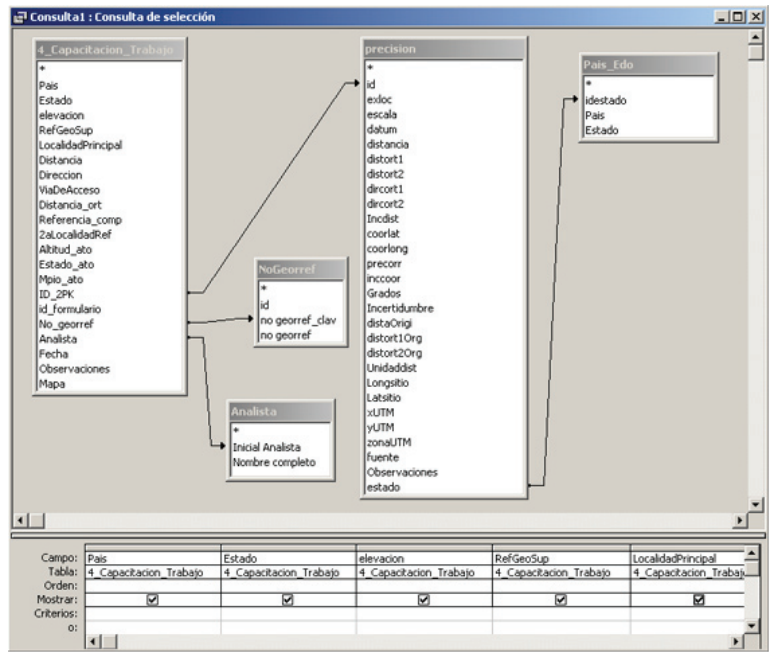 Consulta1 : Consulta de selección
4_Capacitacion_Trabajo
*
Pais
Estado
elevacion
RefGeoSup
LocalidadPrincipal
Distancia
Direccion
ViaDeAcceso
Distancia_ort
Referencia_comp
2aLocalidadRef
Altitud_ato
Estado_ato
Mpio_ato
ID_2PK
id_formulario
No_georref
Analista
Fecha
Observaciones
Mapa
NoGeorref
*
id
no georref_clav
no georref
Analista
*
Inicial Analista
Nombre completo
precision
*
id
exloc
escala
datum
distancia
distort1
distort2
dircort1
dircort2
Incdist
coorlat
coorlong
precorr
inccoor
Grados
Incertidumbre
distaOrigi
distort1Org
distort2Org
Unidaddist
Longsitio
Latsitio
xUTM
yUTM
zonaUTM
fuente
Observaciones
estado
Pais_Edo
*
idestado
Pais
Estado
Campo: Pais Estado elevacion RefGeoSup LocalidadPrincipal
Tabla: 4_Capacitacion_Trabajo 4_Capacitacion_Trabajo 4_Capacitacion_Trabajo 4_Capacitacion_Trabajo 4_Capacitacion_Trabaj
Orden:
Mostrar:
Criterios:
o: